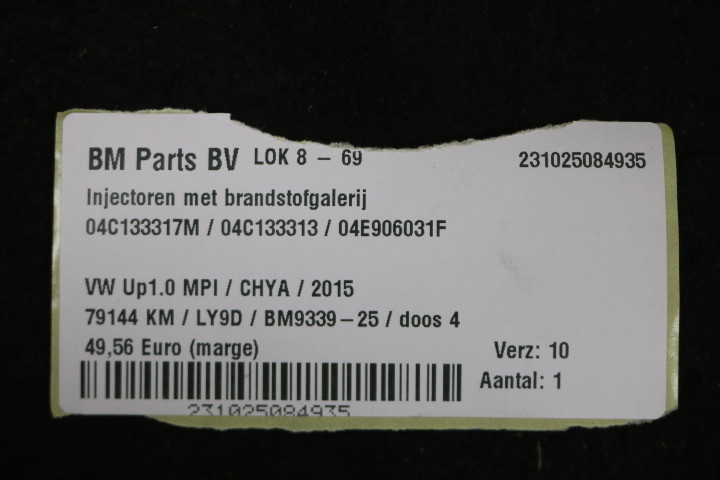 BM Parts BV LOK 8 - 69 231025084935
Injectoren met brandstofgalerij
04C133317M / 04C133313 / 04E906031F
VW Up1.0 MPI / CHYA / 2015
79144 KM / LY9D / BM9339-25 / doos 4
49,56 Euro (marge) Verz: 10
Aantal: 1
231025084935